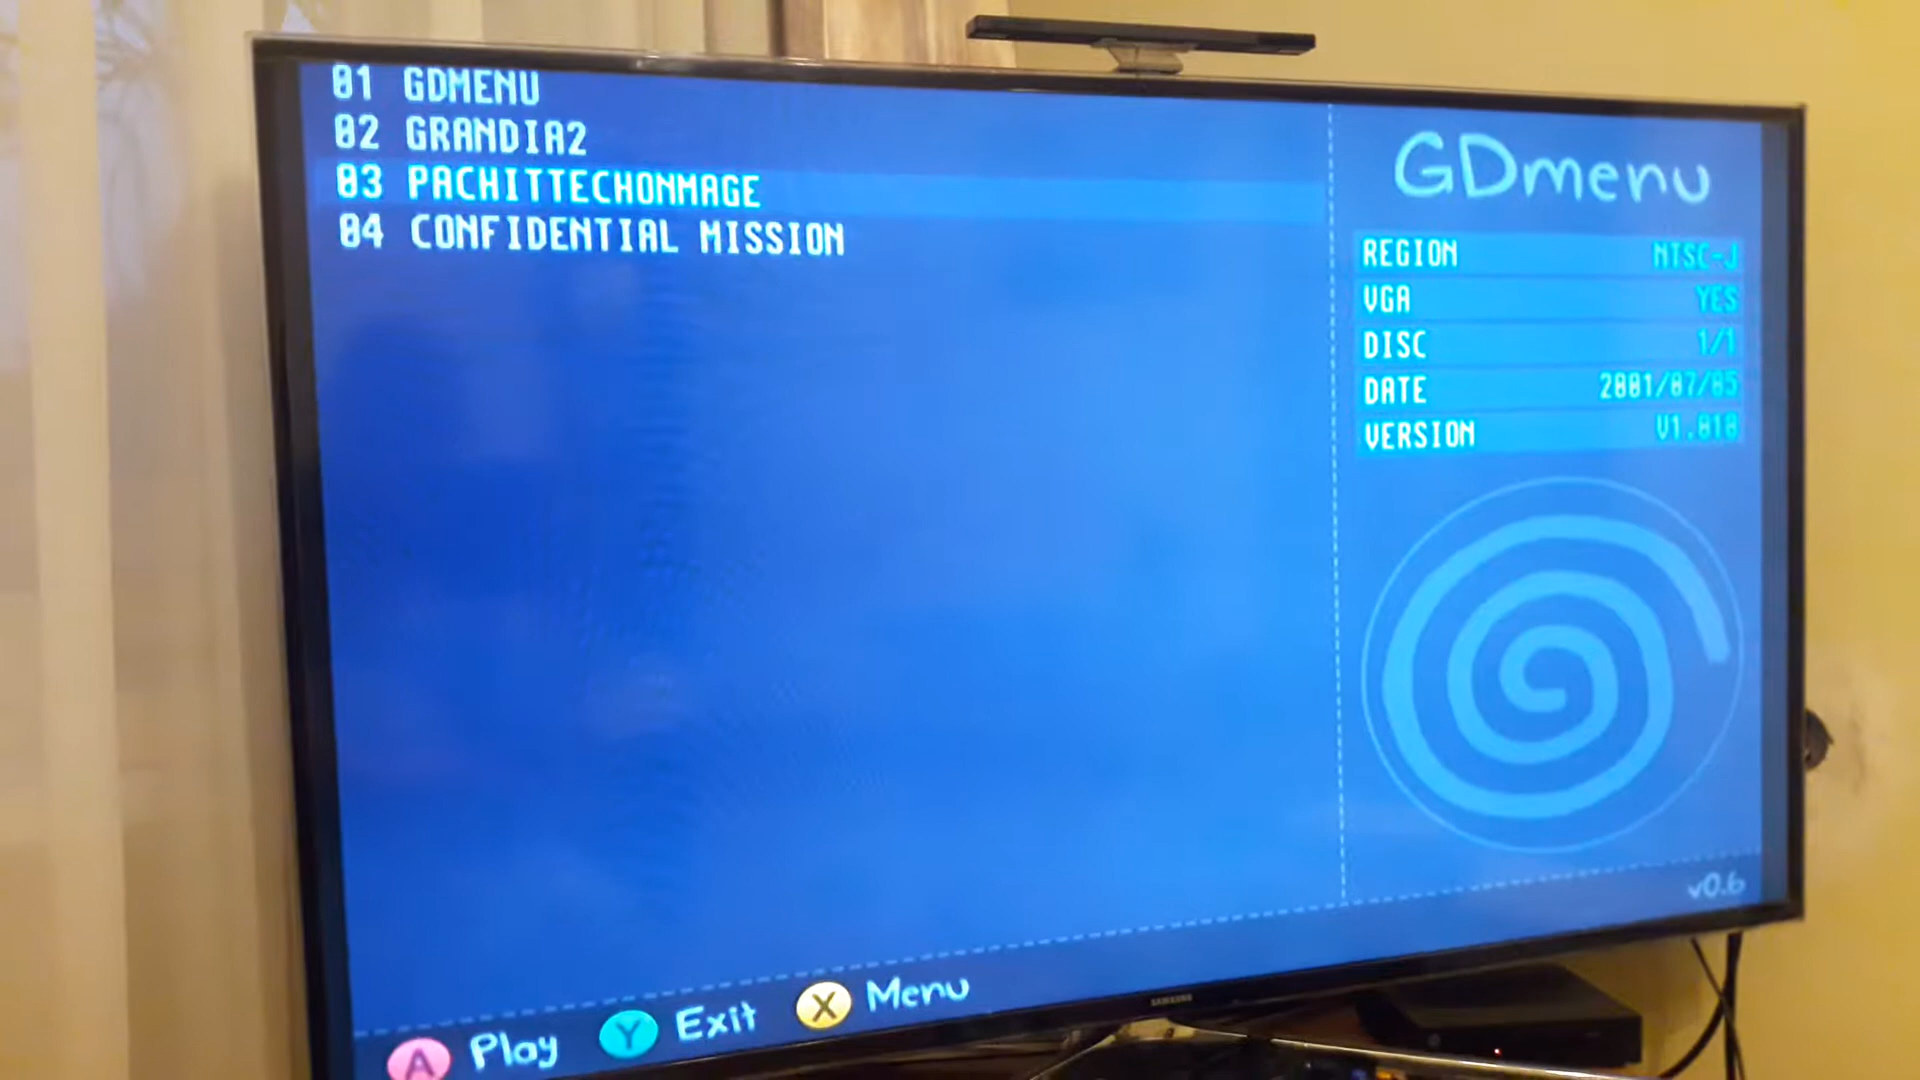 01 GDMENU
02 GRANDIA2
03 PACHITTECHONMAGE
04 CONFIDENTIAL MISSION
GDmenu
REGION NTSC-J
VGA YES
DISC 1/1
DATE 2001/07/05
VERSION V1.010
v0.6
A Play Y Exit X Menu
SAMSUNG